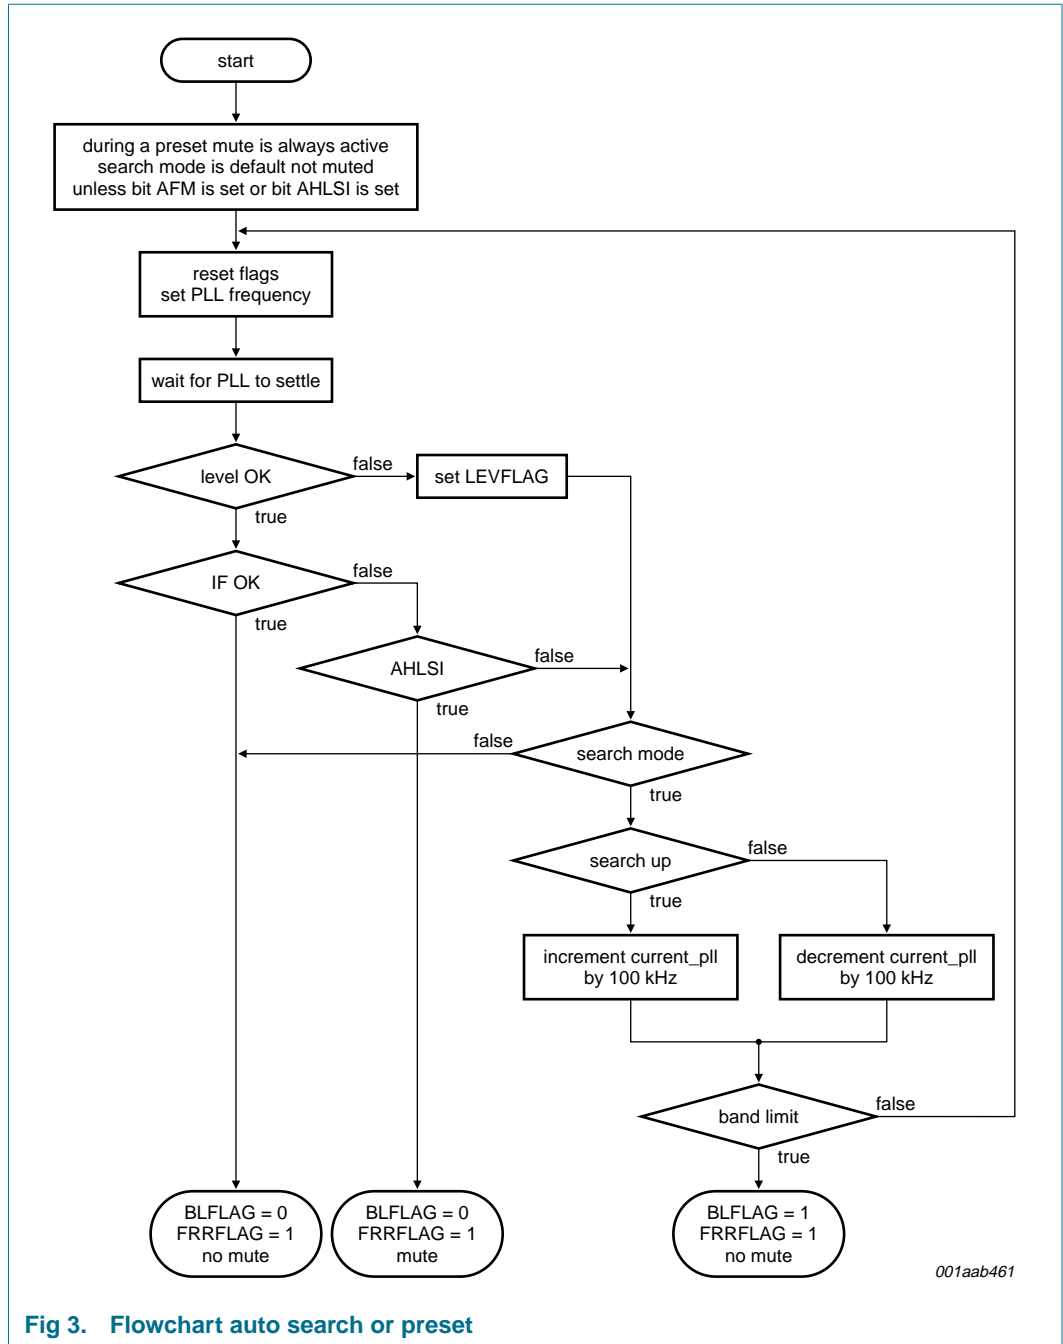 start
during a preset mute is always active
search mode is default not muted
unless bit AFM is set or bit AHLSI is set
reset flags
set PLL frequency
wait for PLL to settle
level OK
false
set LEVFLAG
true
IF OK
false
true
AHLSI
false
true
search mode
false
true
search up
false
true
increment current_pll
by 100 kHz
decrement current_pll
by 100 kHz
band limit
false
true
BLFLAG = 0
FRRFLAG = 1
no mute
BLFLAG = 0
FRRFLAG = 1
mute
BLFLAG = 1
FRRFLAG = 1
no mute
001aab461
Fig 3. Flowchart auto search or preset